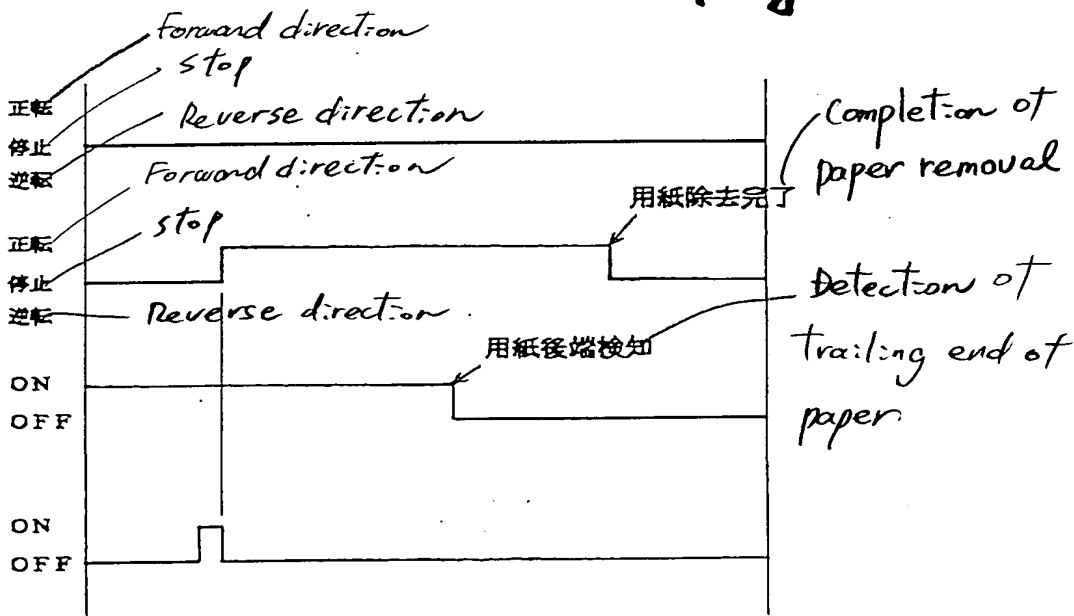 Forward direction
stop
正転
Reverse direction
停止
Completion of
paper removal
逆転
Forward direction
用紙除去完了
stop
正転
停止
Detection of
trailing end of
paper.
逆転
Reverse direction.
用紙後端検知
ON
OFF
ON
OFF